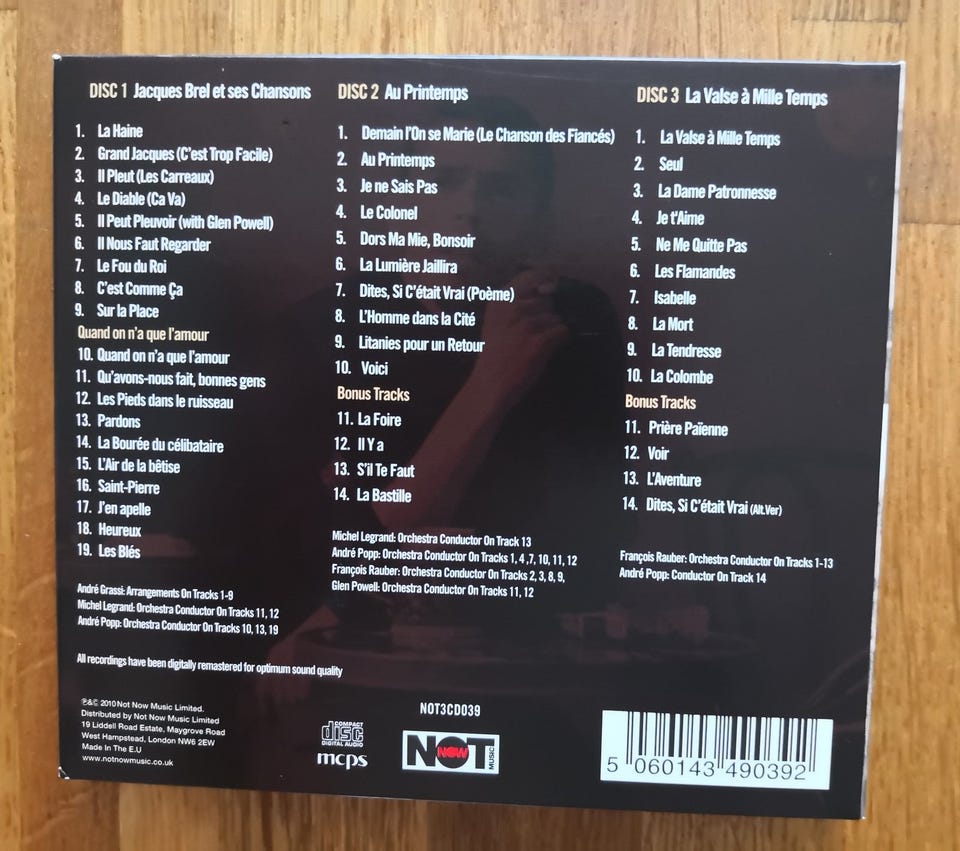 DISC 1 Jacques Brel et ses Chansons
1. La Haine
2. Grand Jacques (C'est Trop Facile)
3. Il Pleut (Les Carreaux)
4. Le Diable (Ca Va)
5. Il Peut Pleuvoir (with Glen Powell)
6. Il Nous Faut Regarder
7. Le Fou du Roi
8. C'est Comme Ça
9. Sur la Place
Quand on n'a que l'amour
10. Quand on n'a que l'amour
11. Qu'avons-nous fait, bonnes gens
12. Les Pieds dans le ruisseau
13. Pardons
14. La Bourée du célibataire
15. L'Air de la bêtise
16. Saint-Pierre
17. J'en apelle
18. Heureux
19. Les Blés
André Grassi: Arrangements On Tracks 1-9
Michel Legrand: Orchestra Conductor On Tracks 11, 12
André Popp: Orchestra Conductor On Tracks 10, 13, 19
All recordings have been digitally remastered for optimum sound quality
DISC 2 Au Printemps
1. Demain l'On se Marie (Le Chanson des Fiancés)
2. Au Printemps
3. Je ne Sais Pas
4. Le Colonel
5. Dors Ma Mie, Bonsoir
6. La Lumière Jaillira
7. Dites, Si C'était Vrai (Poème)
8. L'Homme dans la Cité
9. Litanies pour un Retour
10. Voici
Bonus Tracks
11. La Foire
12. Il Y a
13. S'il Te Faut
14. La Bastille
Michel Legrand: Orchestra Conductor On Track 13
André Popp: Orchestra Conductor On Tracks 1, 4 ,7, 10, 11, 12
François Rauber: Orchestra Conductor On Tracks 2, 3, 8, 9,
Glen Powell: Orchestra Conductor On Tracks 11, 12
DISC 3 La Valse à Mille Temps
1. La Valse à Mille Temps
2. Seul
3. La Dame Patronnesse
4. Je t'Aime
5. Ne Me Quitte Pas
6. Les Flamandes
7. Isabelle
8. La Mort
9. La Tendresse
10. La Colombe
Bonus Tracks
11. Prière Païenne
12. Voir
13. L'Aventure
14. Dites, Si C'était Vrai (Alt.Ver)
François Rauber: Orchestra Conductor On Tracks 1-13
André Popp: Conductor On Track 14
℗&© 2010 Not Now Music Limited.
Distributed by Not Now Music Limited
19 Liddell Road Estate, Maygrove Road
West Hampstead, London NW6 2EW
Made In The E.U
www.notnowmusic.co.uk
COMPACT
disc
DIGITAL AUDIO
mcps
NOT3CD039
NOT NOW MUSIC
5 060143 490392